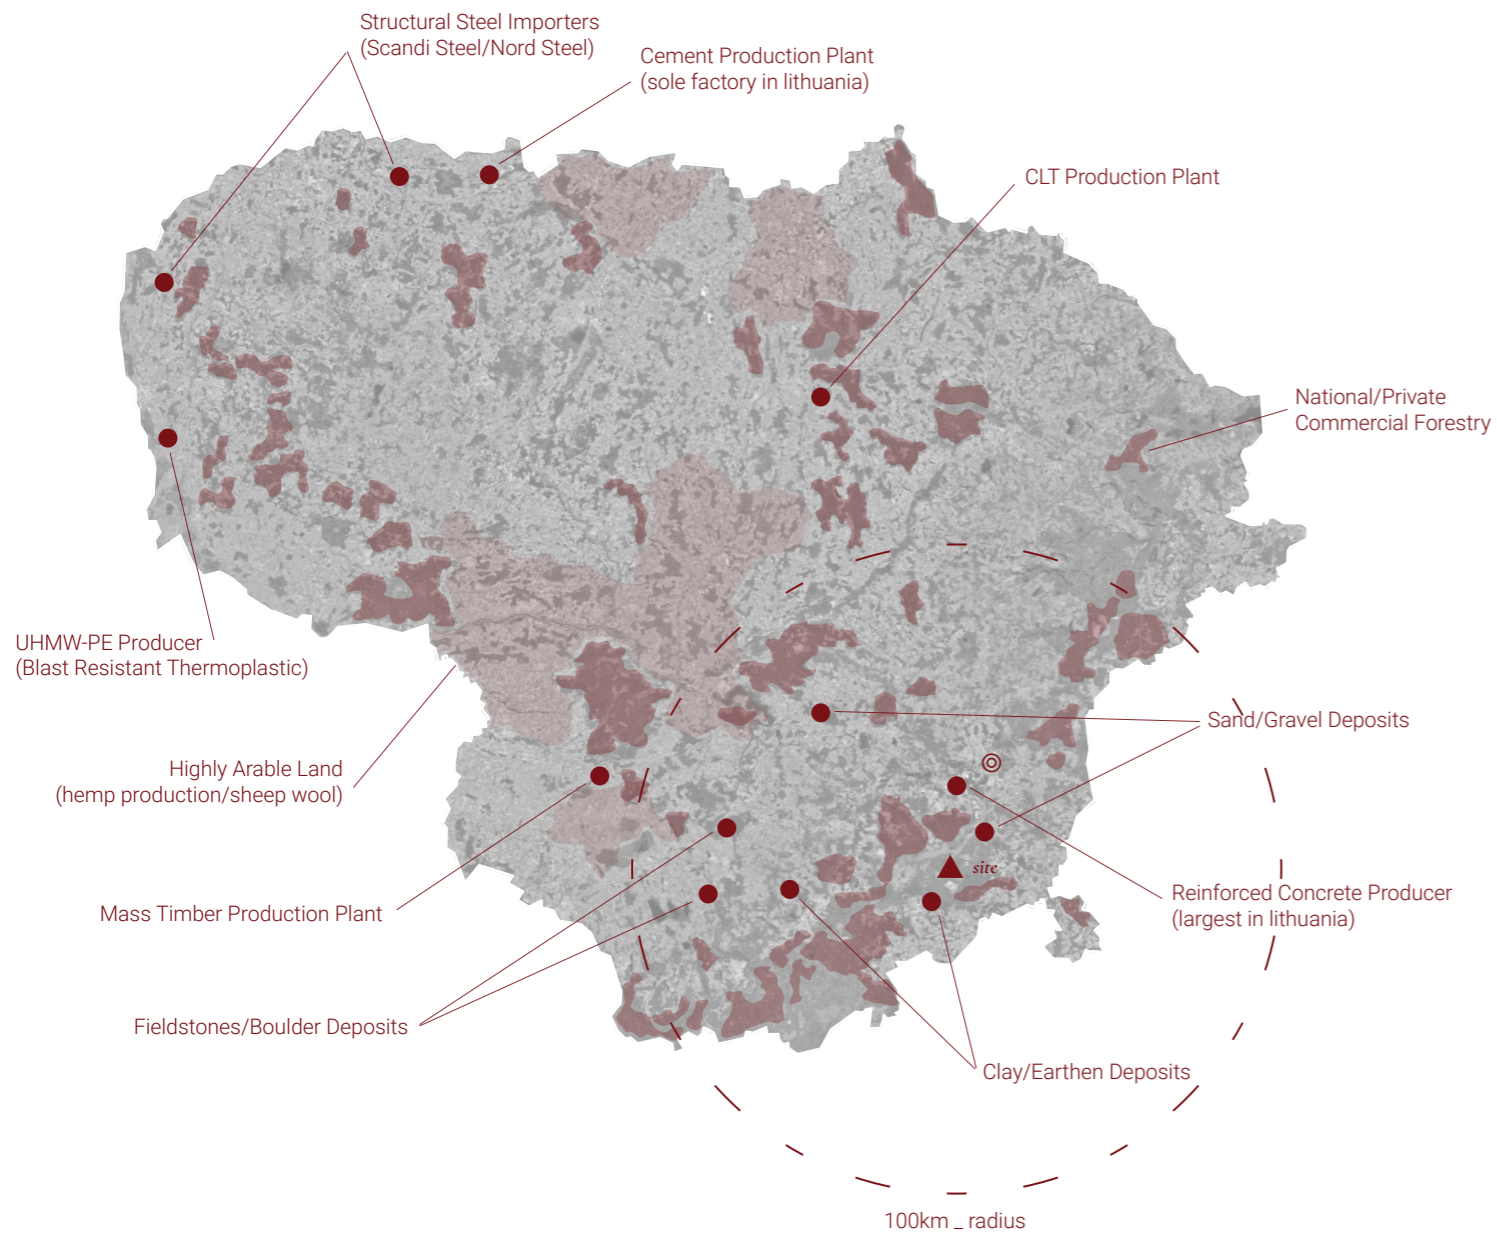 Structural Steel Importers
(Scandi Steel/Nord Steel)
Cement Production Plant
(sole factory in lithuania)
CLT Production Plant
National/Private
Commercial Forestry
UHMW-PE Producer
(Blast Resistant Thermoplastic)
Sand/Gravel Deposits
Highly Arable Land
(hemp production/sheep wool)
site
Reinforced Concrete Producer
(largest in lithuania)
Mass Timber Production Plant
Fieldstones/Boulder Deposits
Clay/Earthen Deposits
100km _ radius